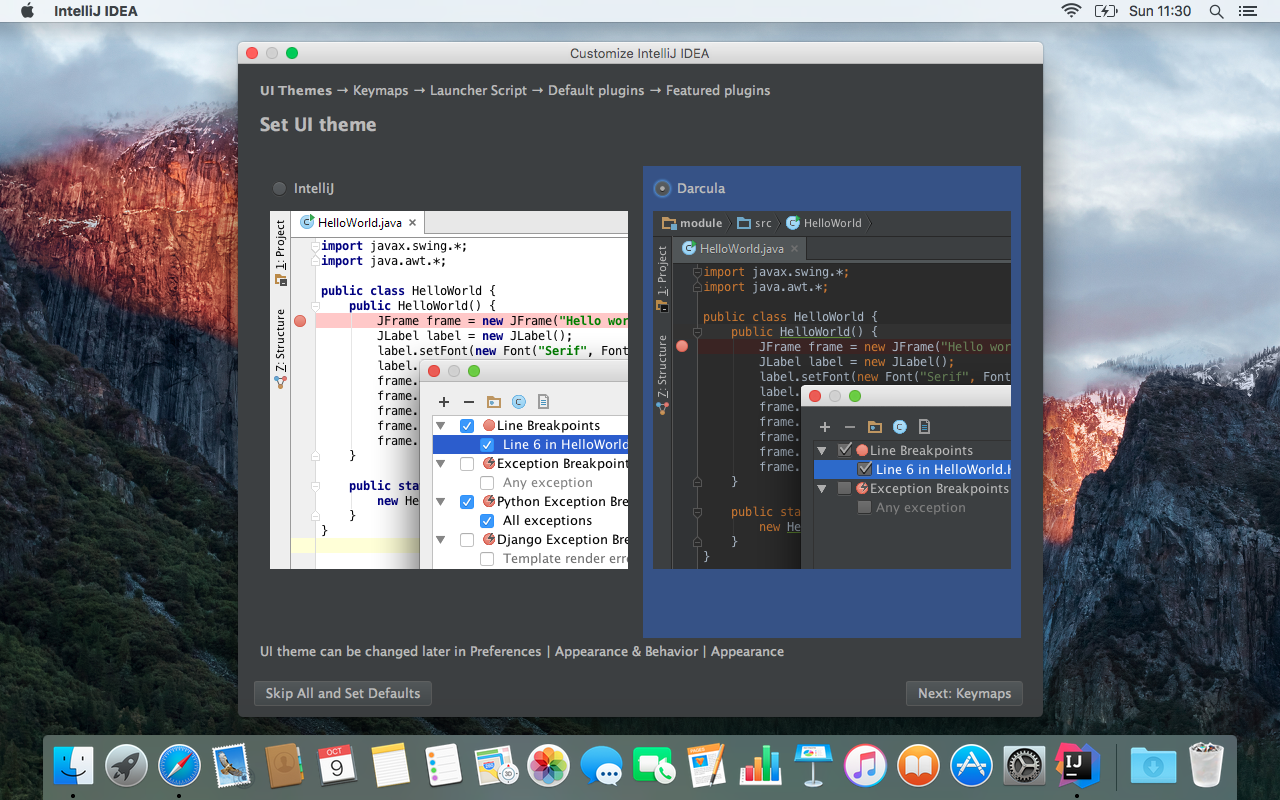 IntelliJ IDEA
Sun 11:30
Customize IntelliJ IDEA
UI Themes → Keymaps → Launcher Script → Default plugins → Featured plugins
Set UI theme
IntelliJ
HelloWorld.java
1: Project
Z: Structure
import javax.swing.*;
import java.awt.*;
public class HelloWorld {
public HelloWorld() {
JFrame frame = new JFrame("Hello wor
JLabel label = new JLabel();
label.setFont(new Font("Serif", Font
label.
frame.
frame.
frame.
frame.
frame.
}
public sta
new He
}
}
Line Breakpoints
Line 6 in HelloWorld
Exception Breakpoint
Any exception
Python Exception Bre
All exceptions
Django Exception Bre
Template render erre
Darcula
module
src
HelloWorld
HelloWorld.java
1: Project
Z: Structure
import javax.swing.*;
import java.awt.*;
public class HelloWorld {
public HelloWorld() {
JFrame frame = new JFrame("Hello wor
JLabel label = new JLabel();
label.setFont(new Font("Serif", Font
label.
frame.
frame.
frame.
frame.
frame.
}
public sta
new He
}
}
Line Breakpoints
Line 6 in HelloWorld.H
Exception Breakpoints
Any exception
UI theme can be changed later in Preferences | Appearance & Behavior | Appearance
Skip All and Set Defaults
Next: Keymaps
OCT
9
3D
PAGES
IJ